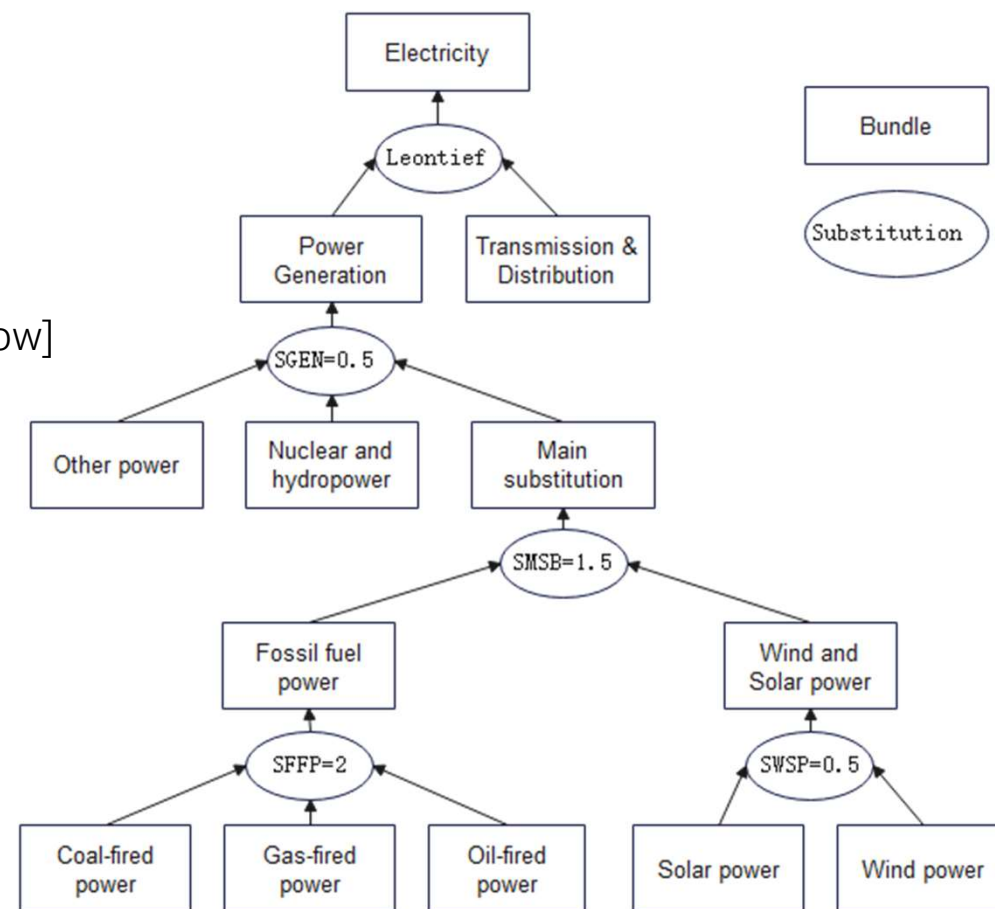 Electricity
Bundle
Leontief
Substitution
Power
Generation
Transmission &
Distribution
ow]
SGEN=0.5
Other power
Nuclear and
hydropower
Main
substitution
SMSB=1.5
Fossil fuel
power
Wind and
Solar power
SFFP=2
SWSP=0.5
Coal-fired
power
Gas-fired
power
Oil-fired
power
Solar power
Wind power